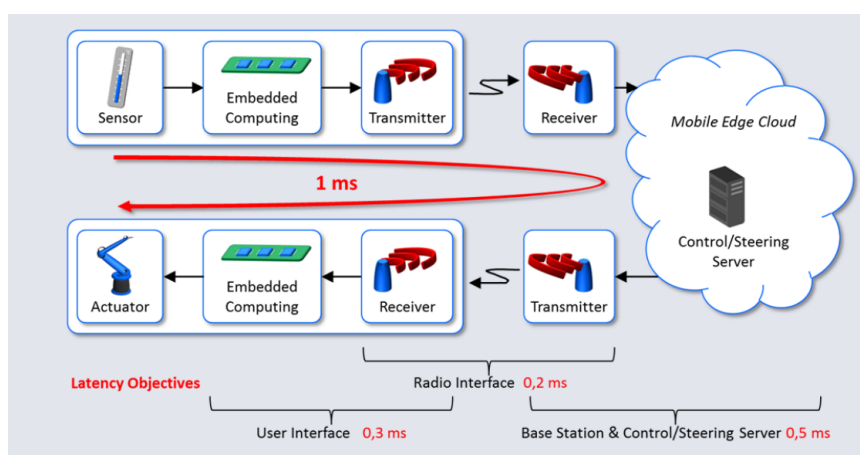 Sensor
Embedded
Computing
Transmitter
Receiver
Mobile Edge Cloud
1 ms
Control/Steering
Server
Actuator
Embedded
Computing
Receiver
Transmitter
Latency Objectives
Radio Interface 0,2 ms
User Interface 0,3 ms
Base Station & Control/Steering Server 0,5 ms